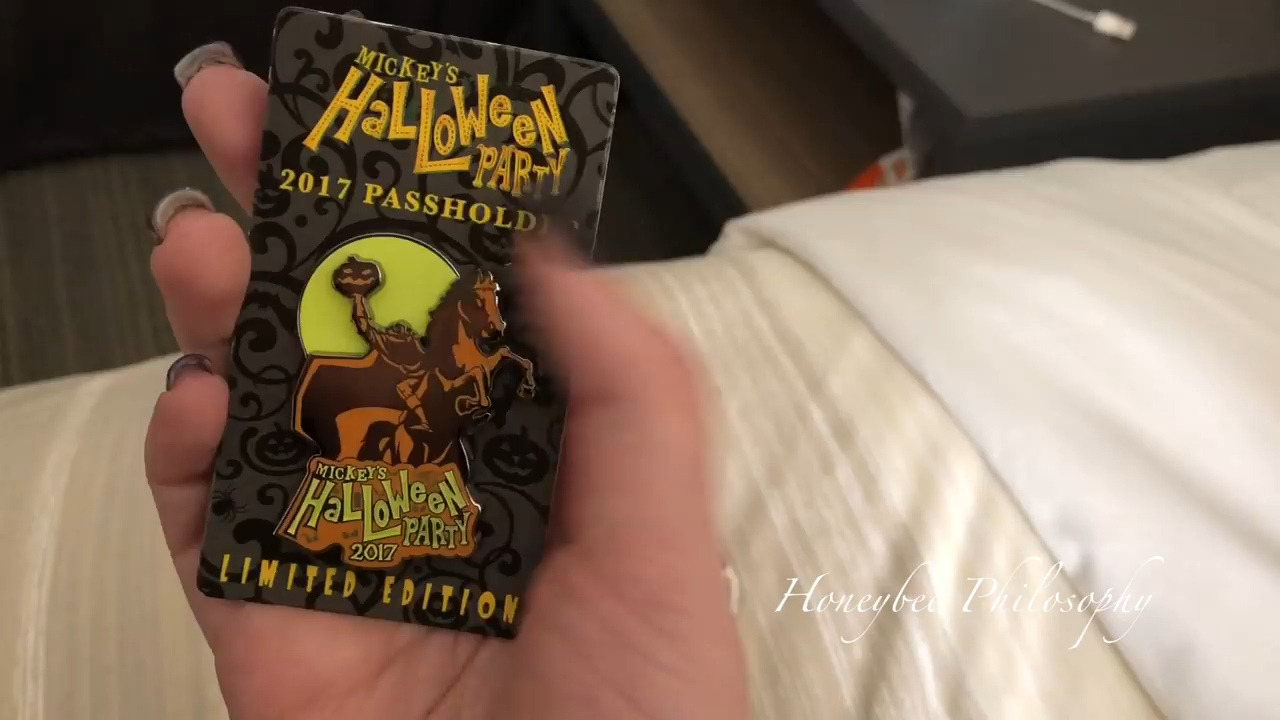 MICKEY'S
HALLOWEEN
PARTY
2017 PASSHOLD
MICKEY'S
HALLOWEEN
PARTY
2017
LIMITED EDITION
Honeybee Philosophy